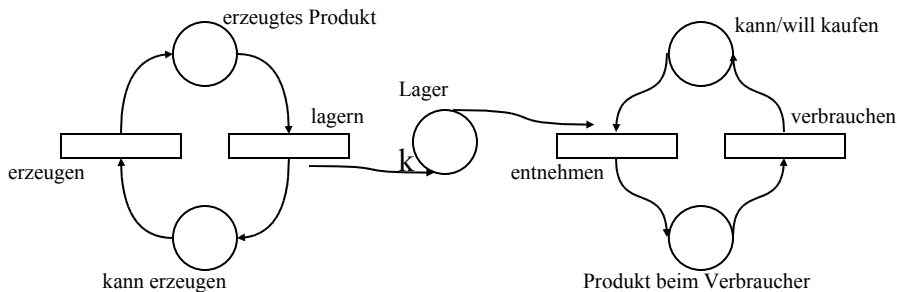 erzeugtes Produkt
kann/will kaufen
Lager
lagern
verbrauchen
k
erzeugen
entnehmen
kann erzeugen
Produkt beim Verbraucher